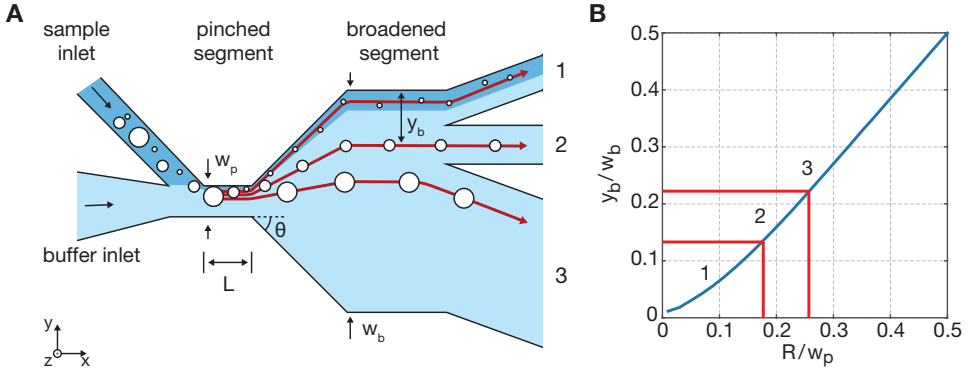 A
sample
inlet
pinched
segment
broadened
segment
1
y_b
2
w_p
buffer inlet
θ
L
3
w_b
y
z
x
B
0.5
0.4
0.3
0.2
0.1
0
y_b/w_b
3
2
1
0
0.1
0.2
0.3
0.4
0.5
R/w_p